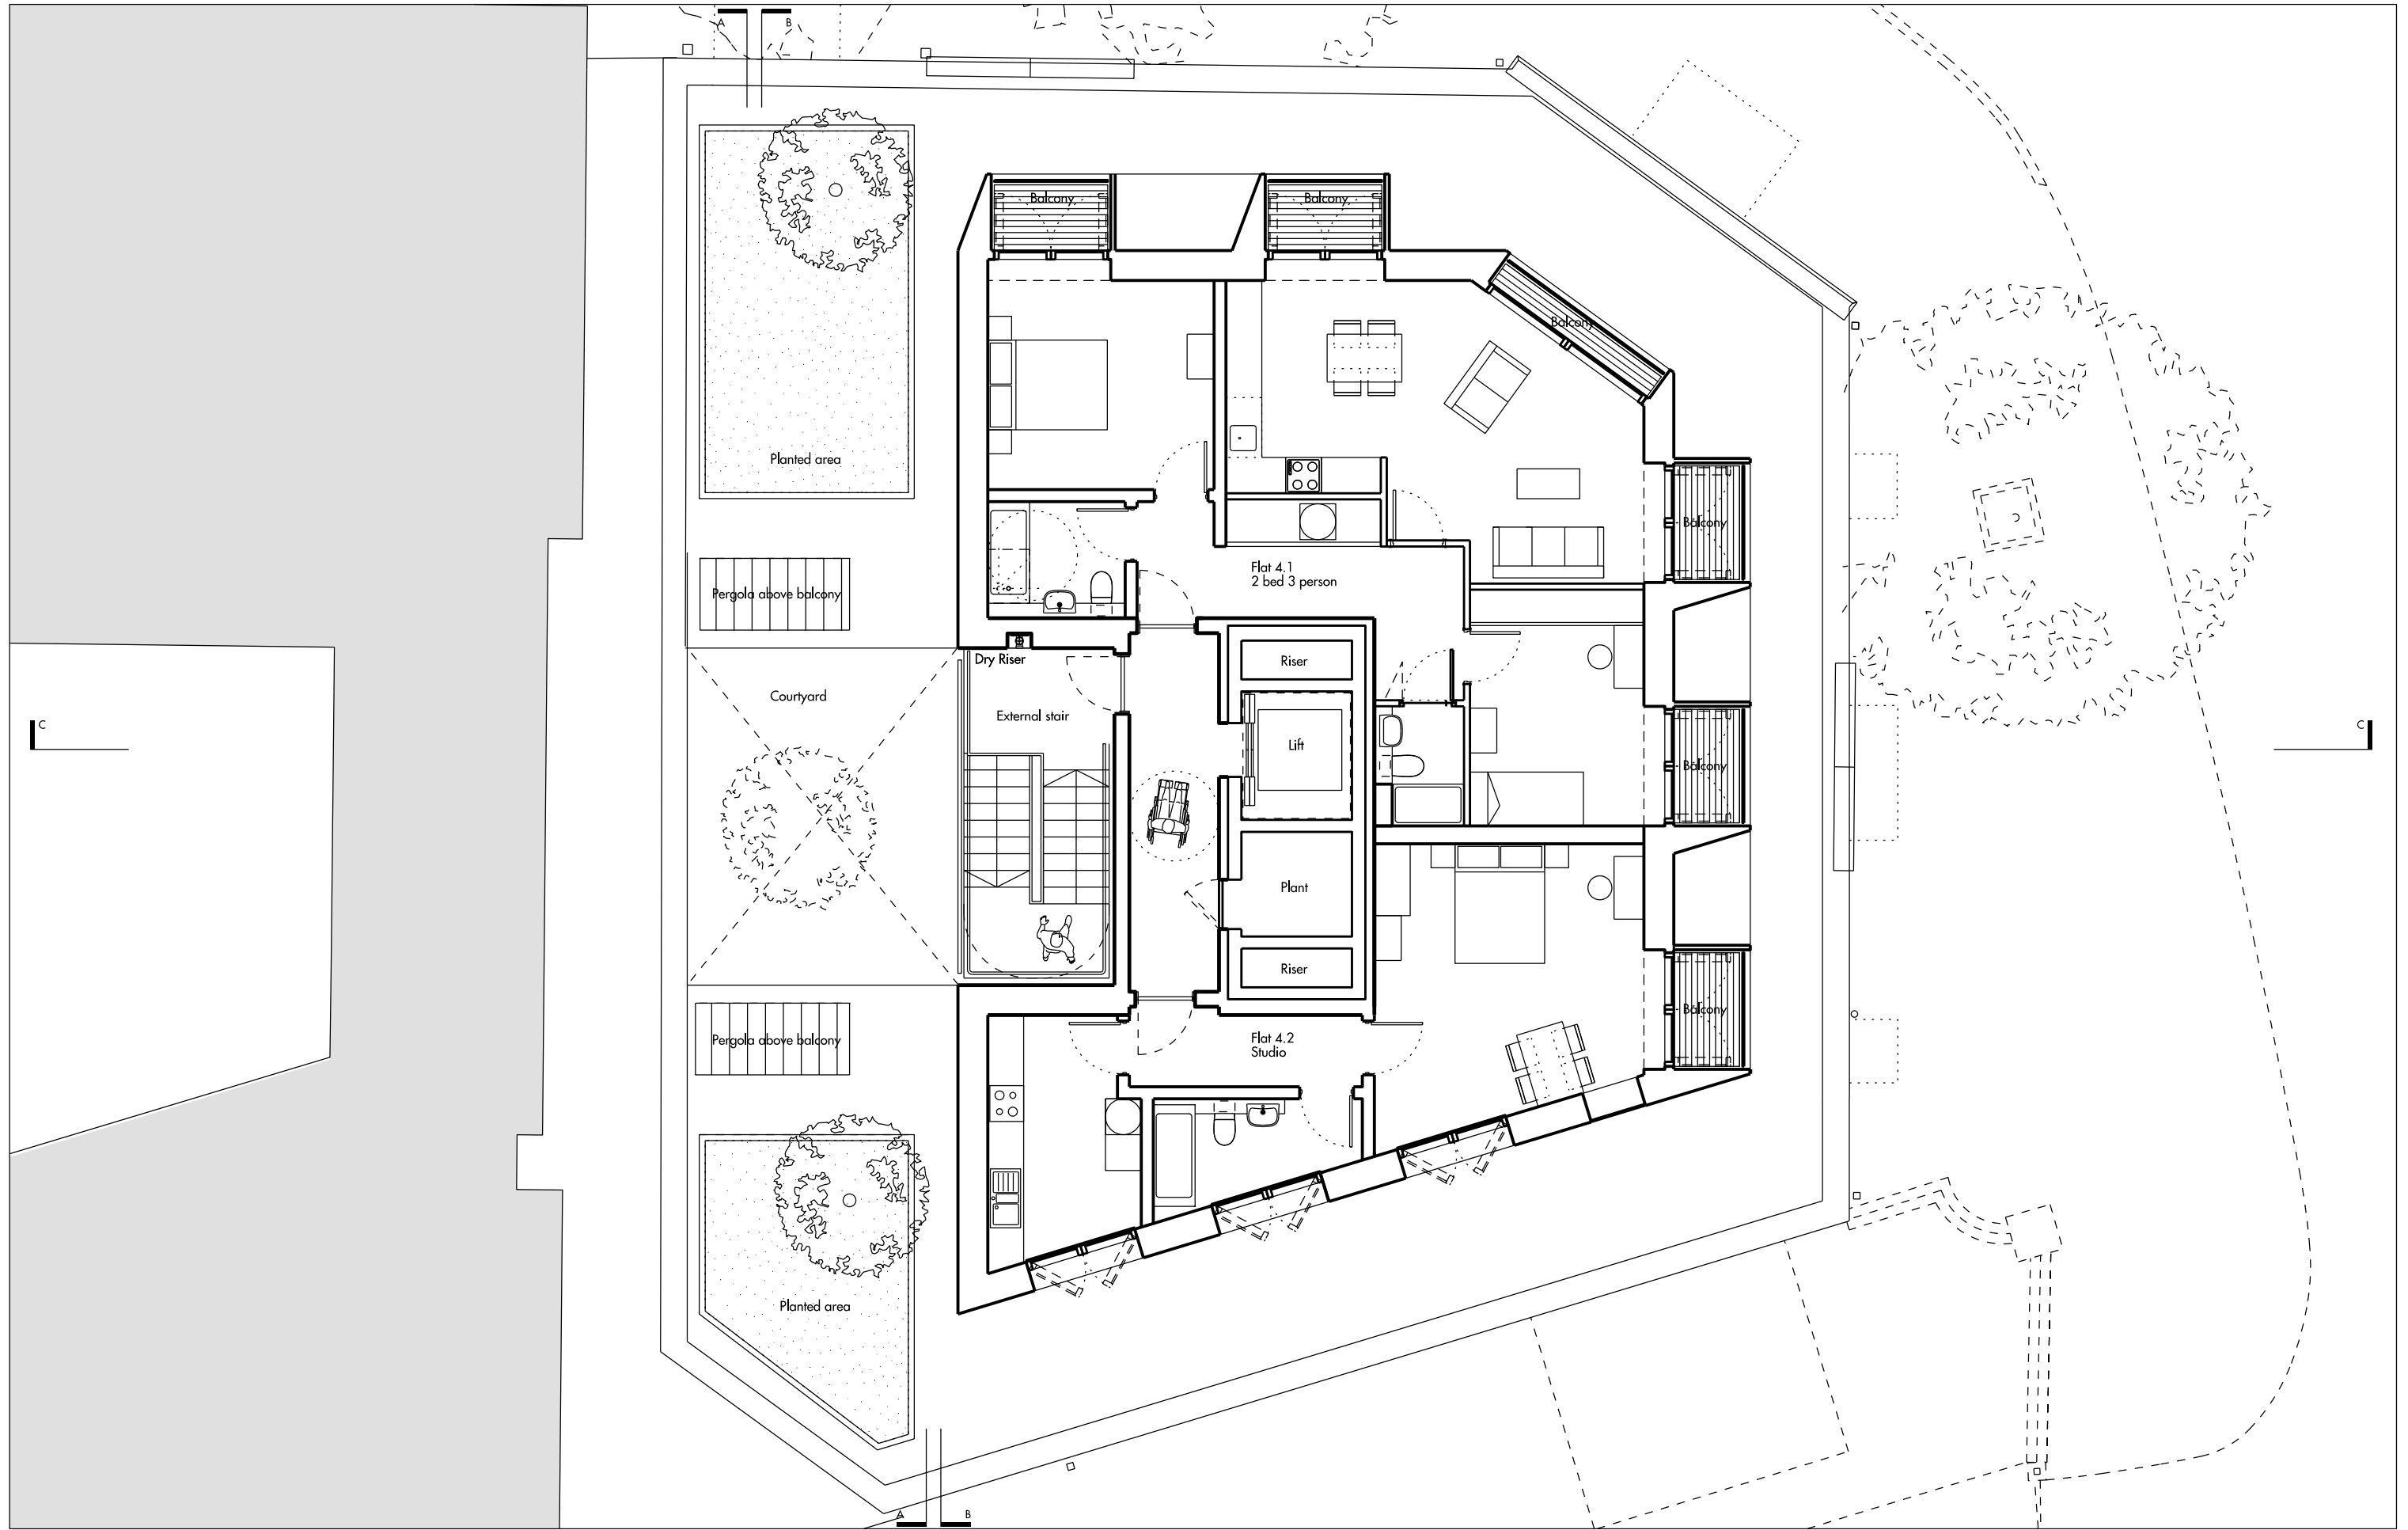 A
B
Balcony
Balcony
Balcony
Planted area
Balcony
Flat 4.1
2 bed 3 person
Pergola above balcony
Dry Riser
Riser
Courtyard
External stair
C
Lift
C
Balcony
Plant
Riser
Balcony
Pergola above balcony
Flat 4.2
Studio
Planted area
A
B